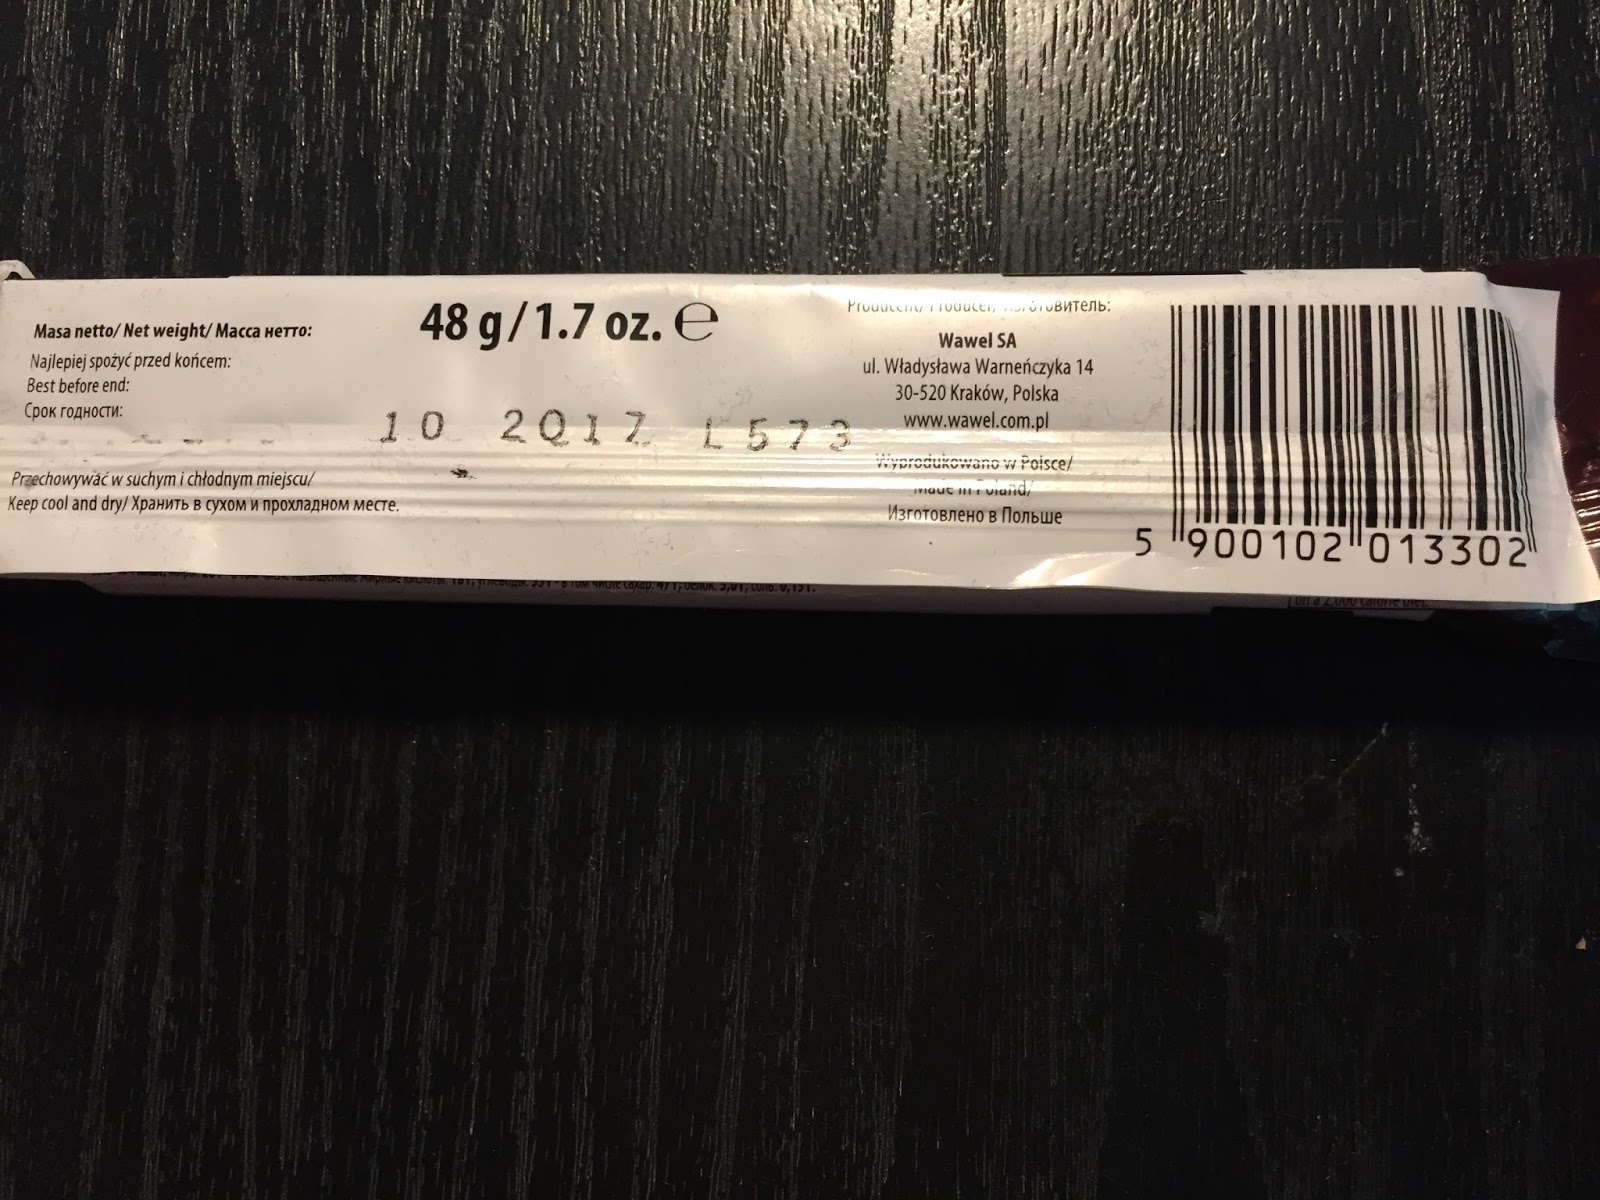 Masa netto/ Net weight/ Масса нетто:
48 g/1.7 oz. ℮
Najlepiej spożyć przed końcem:
Best before end:
Срок годности:
10 2017 L573
Przechowywać w suchym i chłodnym miejscu/
Keep cool and dry/ Хранить в сухом и прохладном месте.
Producent/ Producer/ Изготовитель:
Wawel SA
ul. Władysława Warneńczyka 14
30-520 Kraków, Polska
www.wawel.com.pl
Wyprodukowano w Polsce/
Made in Poland/
Изготовлено в Польше
5 900102 013302